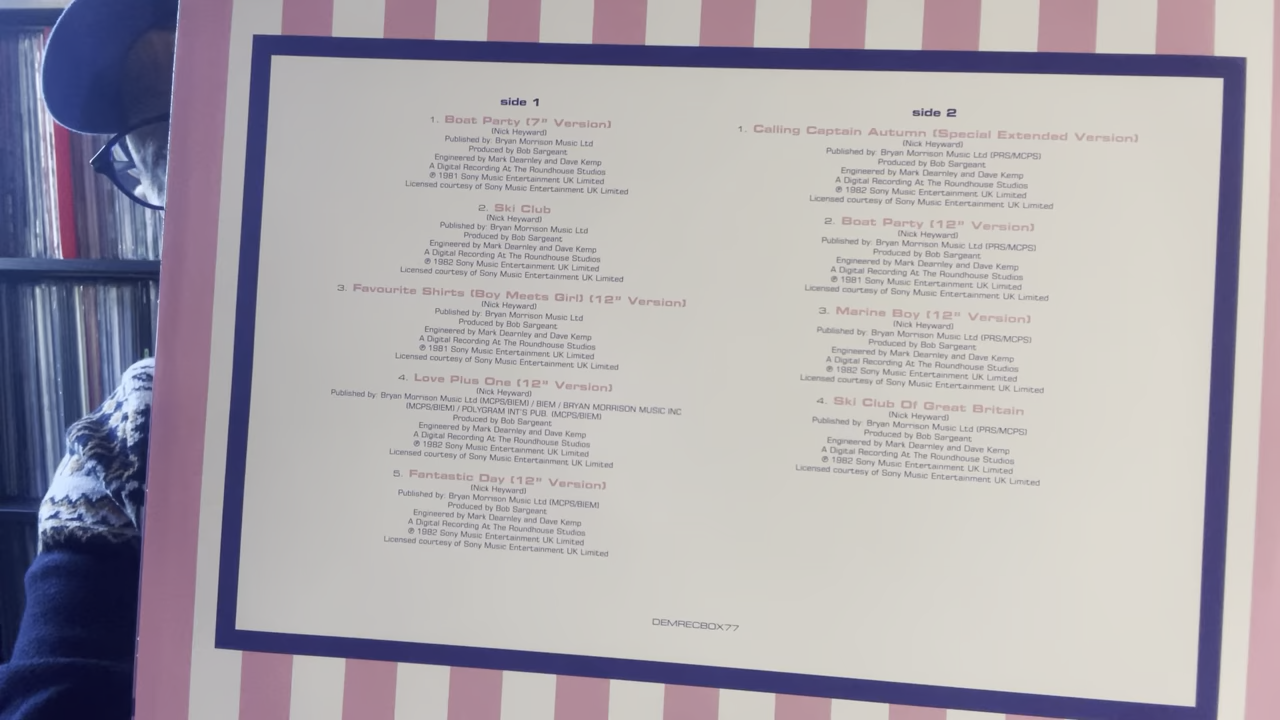 side 1
1. Boat Party (7" Version)
(Nick Heyward)
Published by: Bryan Morrison Music Ltd
Produced by Bob Sargeant
Engineered by Mark Dearnley and Dave Kemp
A Digital Recording At The Roundhouse Studios
℗ 1981 Sony Music Entertainment UK Limited
Licensed courtesy of Sony Music Entertainment UK Limited
2. Ski Club
(Nick Heyward)
Published by: Bryan Morrison Music Ltd
Produced by Bob Sargeant
Engineered by Mark Dearnley and Dave Kemp
A Digital Recording At The Roundhouse Studios
℗ 1982 Sony Music Entertainment UK Limited
Licensed courtesy of Sony Music Entertainment UK Limited
3. Favourite Shirts (Boy Meets Girl) (12" Version)
(Nick Heyward)
Published by: Bryan Morrison Music Ltd
Produced by Bob Sargeant
Engineered by Mark Dearnley and Dave Kemp
A Digital Recording At The Roundhouse Studios
℗ 1981 Sony Music Entertainment UK Limited
Licensed courtesy of Sony Music Entertainment UK Limited
4. Love Plus One (12" Version)
(Nick Heyward)
Published by: Bryan Morrison Music Ltd (MCPS/BIEM) / BIEM / BRYAN MORRISON MUSIC INC
(MCPS/BIEM) / POLYGRAM INT'S PUB. (MCPS/BIEM)
Produced by Bob Sargeant
Engineered by Mark Dearnley and Dave Kemp
A Digital Recording At The Roundhouse Studios
℗ 1982 Sony Music Entertainment UK Limited
Licensed courtesy of Sony Music Entertainment UK Limited
5. Fantastic Day (12" Version)
(Nick Heyward)
Published by: Bryan Morrison Music Ltd (MCPS/BIEM)
Produced by Bob Sargeant
Engineered by Mark Dearnley and Dave Kemp
A Digital Recording At The Roundhouse Studios
℗ 1982 Sony Music Entertainment UK Limited
Licensed courtesy of Sony Music Entertainment UK Limited
side 2
1. Calling Captain Autumn (Special Extended Version)
(Nick Heyward)
Published by: Bryan Morrison Music Ltd (PRS/MCPS)
Produced by Bob Sargeant
Engineered by Mark Dearnley and Dave Kemp
A Digital Recording At The Roundhouse Studios
℗ 1982 Sony Music Entertainment UK Limited
Licensed courtesy of Sony Music Entertainment UK Limited
2. Boat Party (12" Version)
(Nick Heyward)
Published by: Bryan Morrison Music Ltd (PRS/MCPS)
Produced by Bob Sargeant
Engineered by Mark Dearnley and Dave Kemp
A Digital Recording At The Roundhouse Studios
℗ 1981 Sony Music Entertainment UK Limited
Licensed courtesy of Sony Music Entertainment UK Limited
3. Marine Boy (12" Version)
(Nick Heyward)
Published by: Bryan Morrison Music Ltd (PRS/MCPS)
Produced by Bob Sargeant
Engineered by Mark Dearnley and Dave Kemp
A Digital Recording At The Roundhouse Studios
℗ 1982 Sony Music Entertainment UK Limited
Licensed courtesy of Sony Music Entertainment UK Limited
4. Ski Club Of Great Britain
(Nick Heyward)
Published by: Bryan Morrison Music Ltd (PRS/MCPS)
Produced by Bob Sargeant
Engineered by Mark Dearnley and Dave Kemp
A Digital Recording At The Roundhouse Studios
℗ 1982 Sony Music Entertainment UK Limited
Licensed courtesy of Sony Music Entertainment UK Limited
DEMRECBOX77